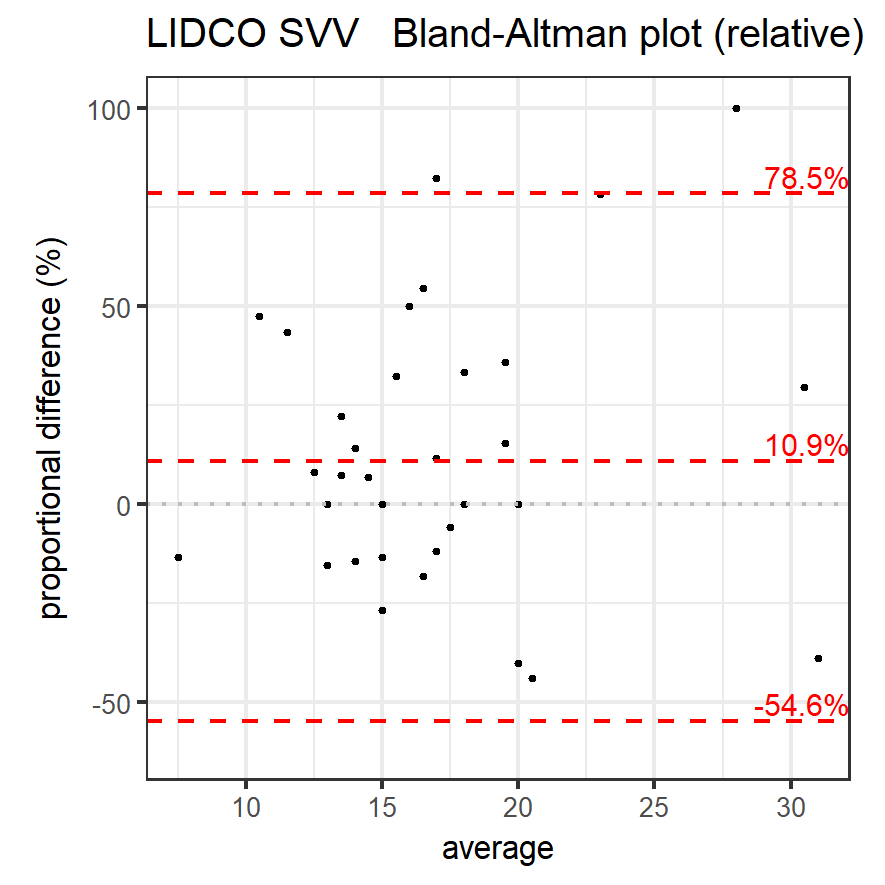 LIDCO SVV   Bland-Altman plot (relative)
100
50
0
-50
proportional difference (%)
78.5%
10.9%
-54.6%
10 15 20 25 30
average